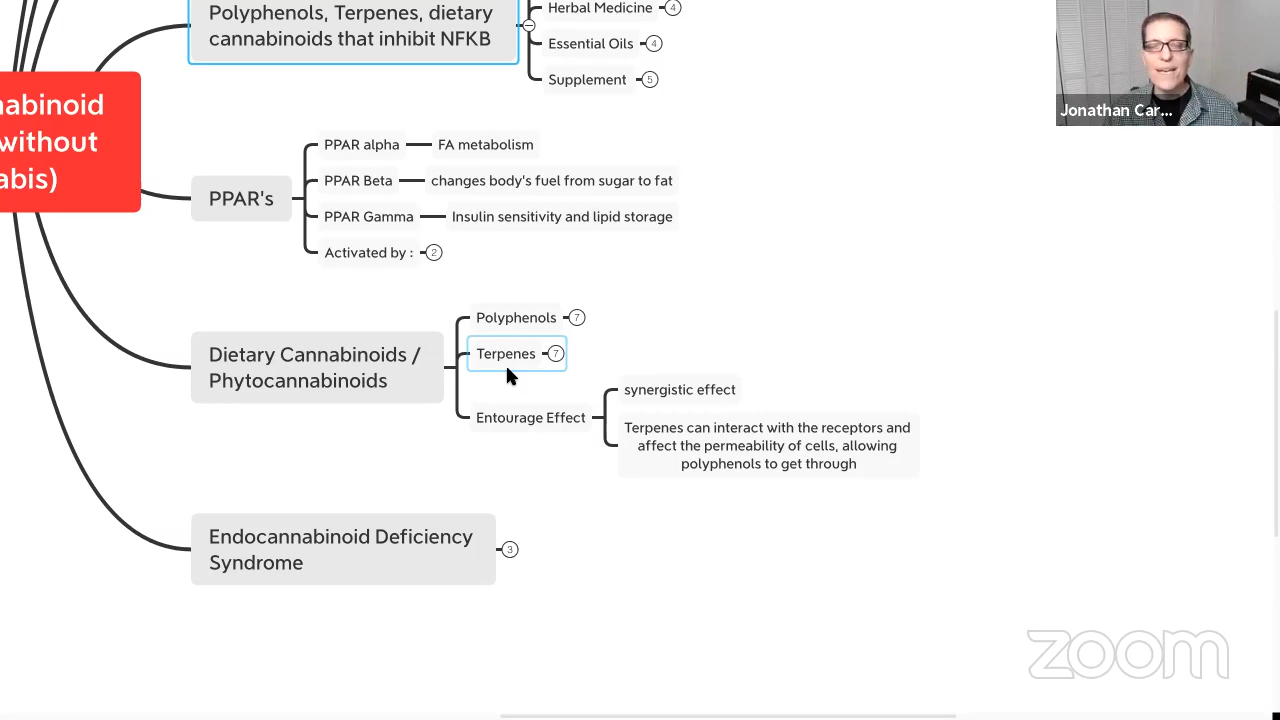 Polyphenols, Terpenes, dietary
cannabinoids that inhibit NFKB
Herbal Medicine 4
Essential Oils 4
Supplement 5
Jonathan Car...
nabinoid
without
abis)
PPAR's
PPAR alpha
FA metabolism
PPAR Beta
changes body's fuel from sugar to fat
PPAR Gamma
Insulin sensitivity and lipid storage
Activated by : 2
Dietary Cannabinoids /
Phytocannabinoids
Polyphenols 7
Terpenes 7
Entourage Effect
synergistic effect
Terpenes can interact with the receptors and
affect the permeability of cells, allowing
polyphenols to get through
Endocannabinoid Deficiency
Syndrome
3
zoom